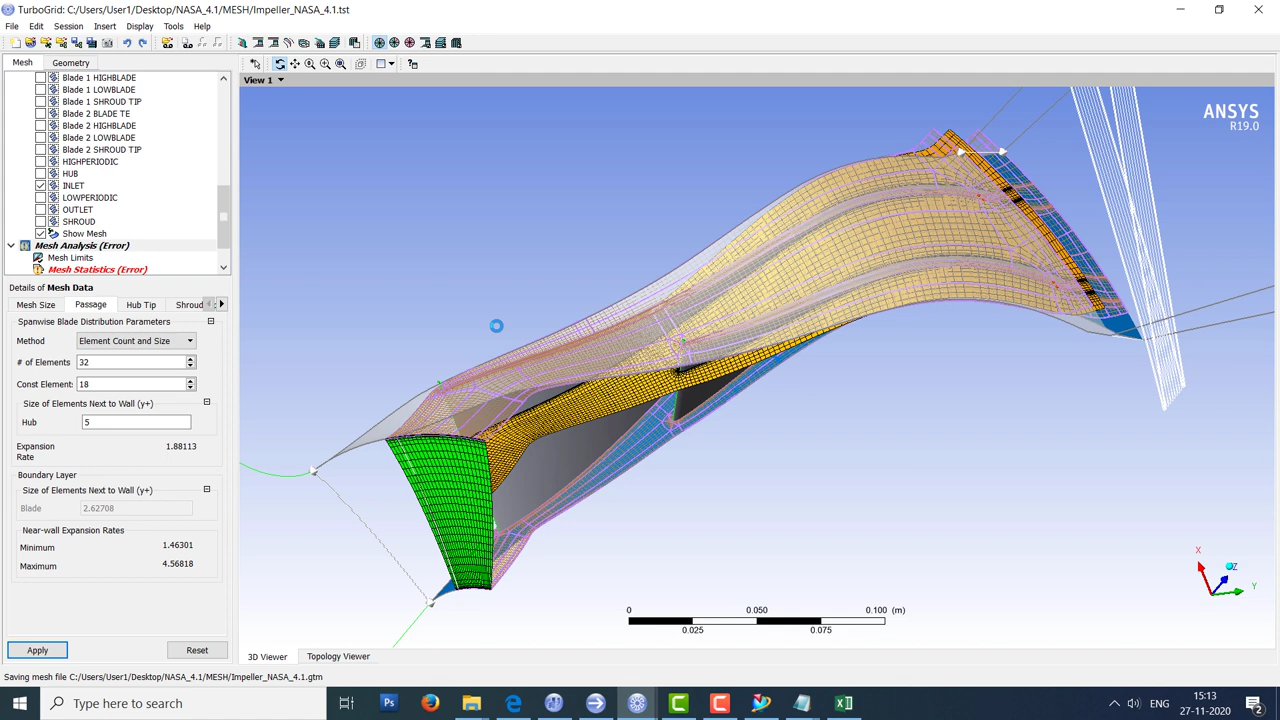 TurboGrid: C:/Users/User1/Desktop/NASA_4.1/MESH/Impeller_NASA_4.1.tst
File Edit Session Insert Display Tools Help
Mesh Geometry
View 1
Blade 1 HIGHBLADE
Blade 1 LOWBLADE
Blade 1 SHROUD TIP
Blade 2 BLADE TE
Blade 2 HIGHBLADE
Blade 2 LOWBLADE
Blade 2 SHROUD TIP
HIGHPERIODIC
HUB
INLET
LOWPERIODIC
OUTLET
SHROUD
Show Mesh
Mesh Analysis (Error)
Mesh Limits
Mesh Statistics (Error)
Details of Mesh Data
Mesh Size Passage Hub Tip Shroud
Spanwise Blade Distribution Parameters
Method Element Count and Size
# of Elements 32
Const Element: 18
Size of Elements Next to Wall (y+)
Hub 5
Expansion Rate 1.88113
Boundary Layer
Size of Elements Next to Wall (y+)
Blade 2.62708
Near-wall Expansion Rates
Minimum 1.46301
Maximum 4.56818
Apply Reset
ANSYS
R19.0
X
Z
Y
0 0.050 0.100 (m)
0.025 0.075
3D Viewer Topology Viewer
Saving mesh file C:/Users/User1/Desktop/NASA_4.1/MESH/Impeller_NASA_4.1.gtm
Type here to search
Ps
ENG
15:13
27-11-2020
2